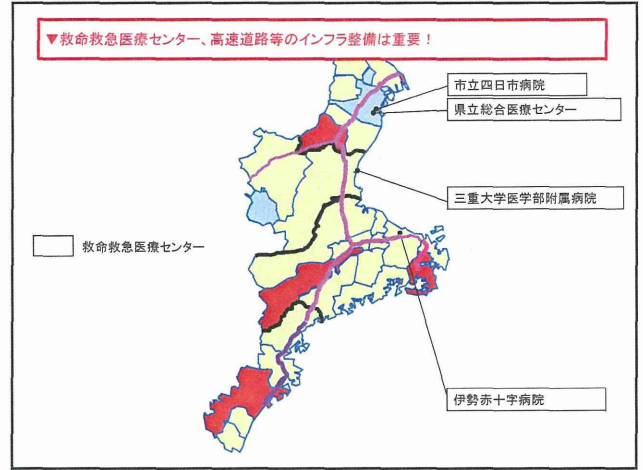 ▼救命救急医療センター、高速道路等のインフラ整備は重要！
市立四日市病院
県立総合医療センター
三重大学医学部附属病院
救命救急医療センター
伊勢赤十字病院